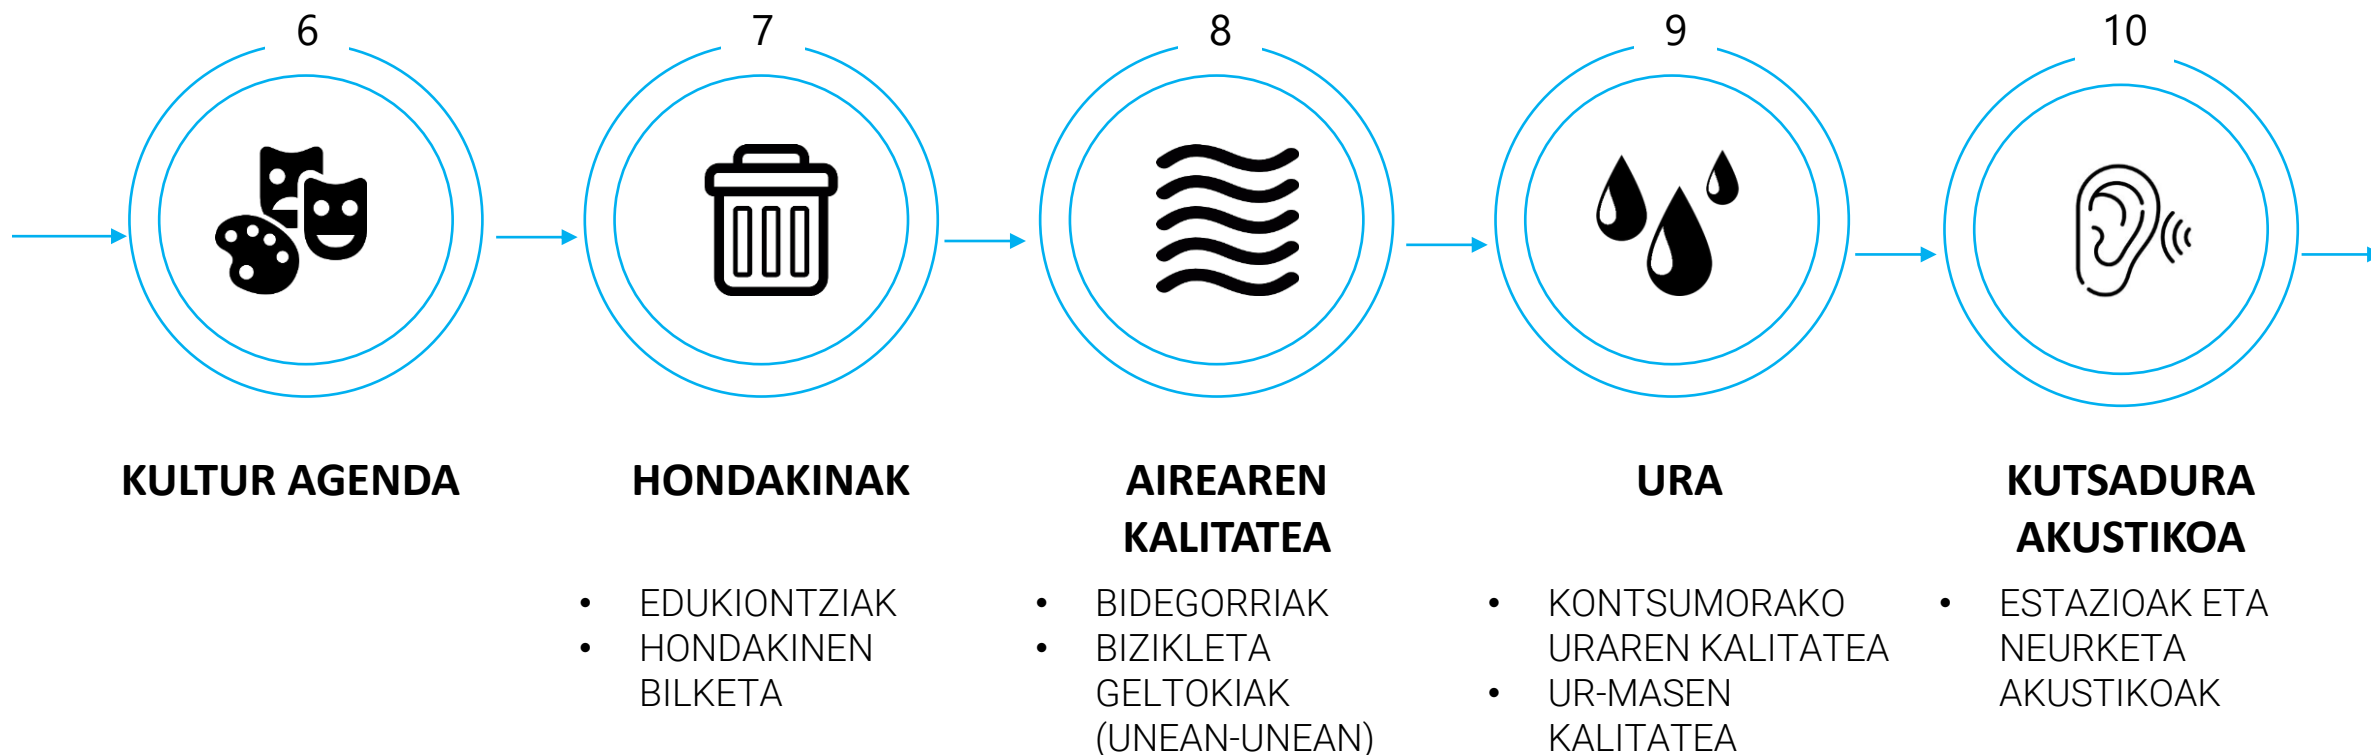 6
KULTUR AGENDA
7
HONDAKINAK
• EDUKIONTZIAK
• HONDAKINEN
BILKETA
8
AIREAREN
KALITATEA
• BIDEGORRIAK
• BIZIKLETA
GELTOKIAK
(UNEAN-UNEAN)
9
URA
• KONTSUMORAKO
URAREN KALITATEA
• UR-MASEN
KALITATEA
10
KUTSADURA
AKUSTIKOA
• ESTAZIOAK ETA
NEURKETA
AKUSTIKOAK